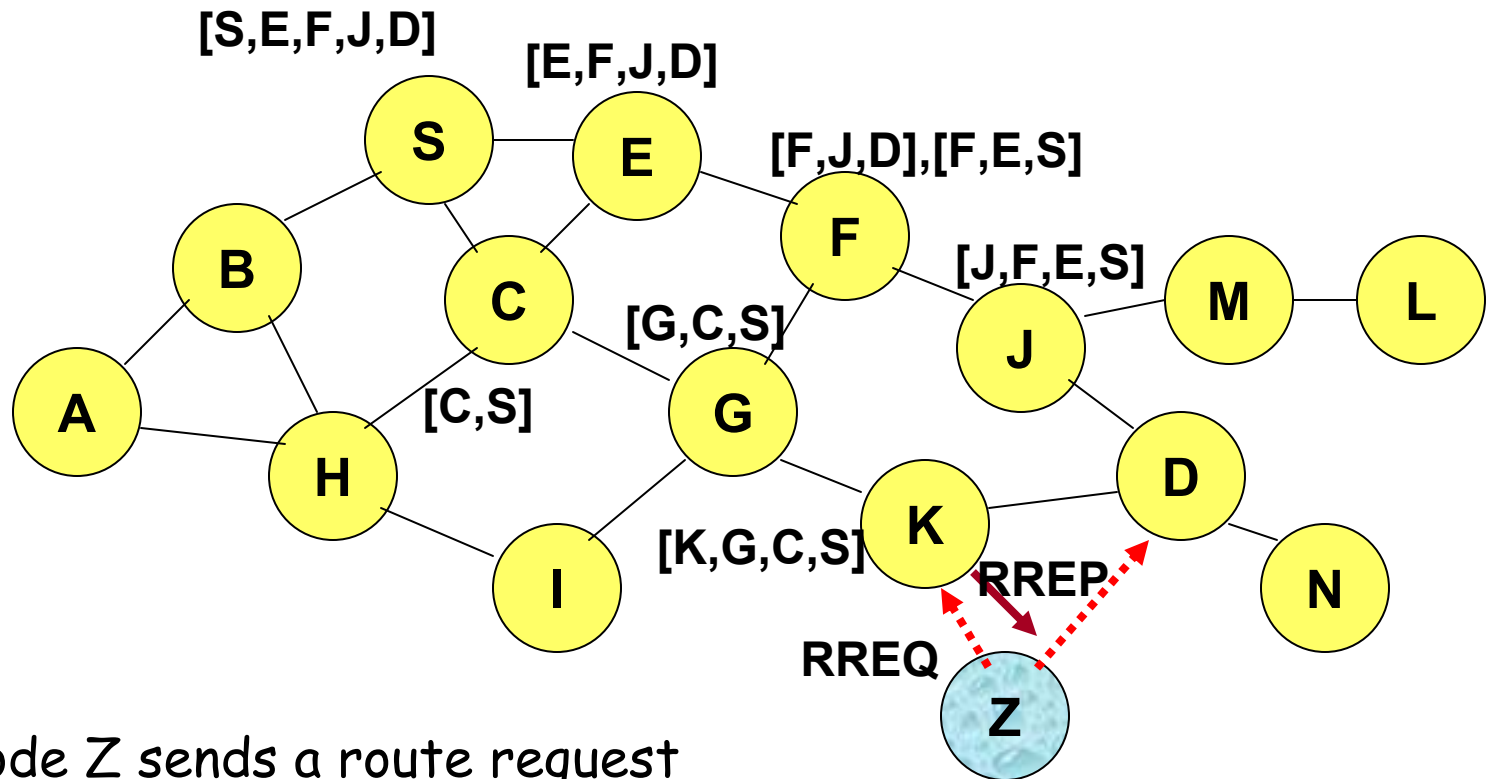 [S,E,F,J,D]
[E,F,J,D]
S
E
[F,J,D],[F,E,S]
B
F
C
[J,F,E,S]
M
L
[G,C,S]
J
A
[C,S]
G
H
D
K
[K,G,C,S]
I
RREP
N
RREQ
Z
ode Z sends a route request